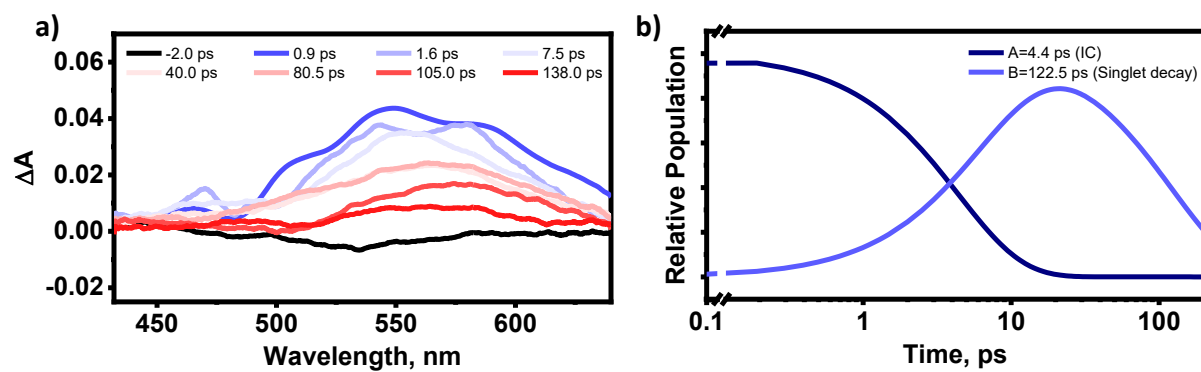 a)
-2.0 ps 0.9 ps 1.6 ps 7.5 ps
40.0 ps 80.5 ps 105.0 ps 138.0 ps
0.06
0.04
0.02
0.00
-0.02
ΔA
450 500 550 600
Wavelength, nm
b)
A=4.4 ps (IC)
B=122.5 ps (Singlet decay)
Relative Population
0.1 1 10 100
Time, ps